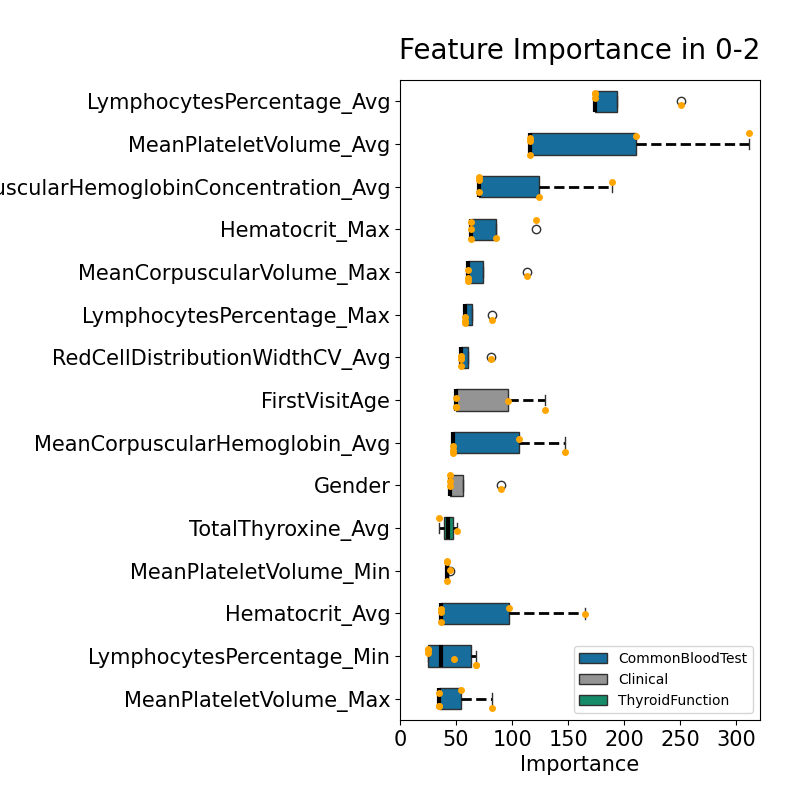 Feature Importance in 0-2
LymphocytesPercentage_Avg
MeanPlateletVolume_Avg
uscularHemoglobinConcentration_Avg
Hematocrit_Max
MeanCorpuscularVolume_Max
LymphocytesPercentage_Max
RedCellDistributionWidthCV_Avg
FirstVisitAge
MeanCorpuscularHemoglobin_Avg
Gender
TotalThyroxine_Avg
MeanPlateletVolume_Min
Hematocrit_Avg
LymphocytesPercentage_Min
MeanPlateletVolume_Max
CommonBloodTest
Clinical
ThyroidFunction
0 50 100 150 200 250 300
Importance